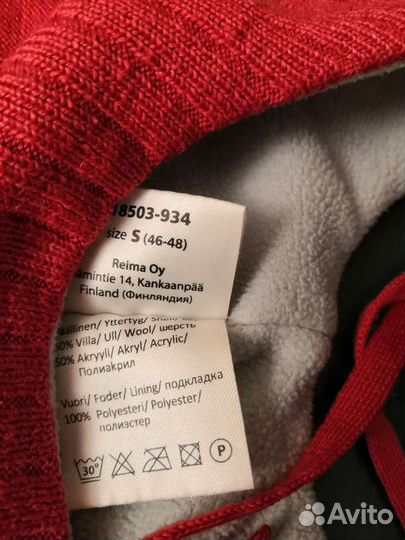 18503-934
size S (46-48)
Reima Oy
14, Kankaanpää
Finland (Финляндия)
Yttertyg/ шерсть
50% Villa/ Ull/ Wool/
50% Akryyli/ Akryl/ Acrylic/
Полиакрил
Vuori/ Foder/ Lining/ подкладка
100% Polyesteri/ Polyester/
полиэстер
30°
P
Avito